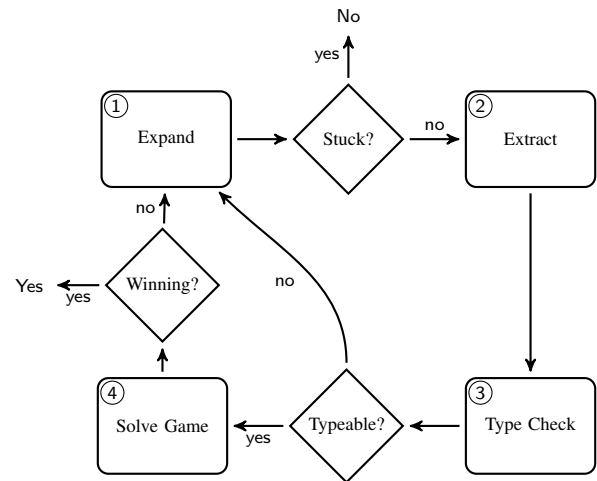 No
yes
1
Expand
Stuck?
no
2
Extract
no
Yes
yes
Winning?
no
4
Solve Game
yes
Typeable?
3
Type Check